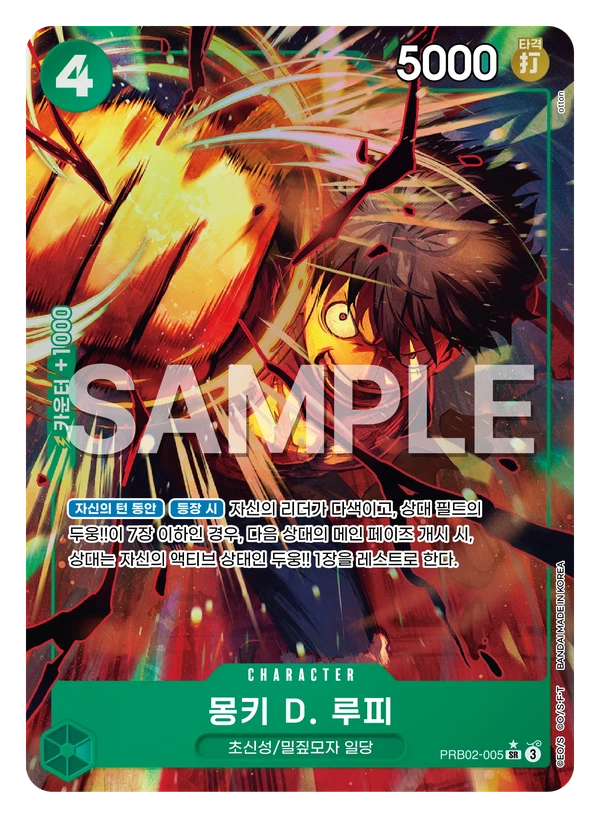 4
5000
타격
打
otton
카운터 +1000
SAMPLE
자신의 턴 동안 등장 시 자신의 리더가 다색이고, 상대 필드의
두웅!!이 7장 이하인 경우, 다음 상대의 메인 페이즈 개시 시,
상대는 자신의 액티브 상태인 두웅!! 1장을 레스트로 한다.
CHARACTER
몽키 D. 루피
초신성/밀짚모자 일당
PRB02-005 SR 3
©EO/S ©O/S·F·T BANDAI MADE IN KOREA